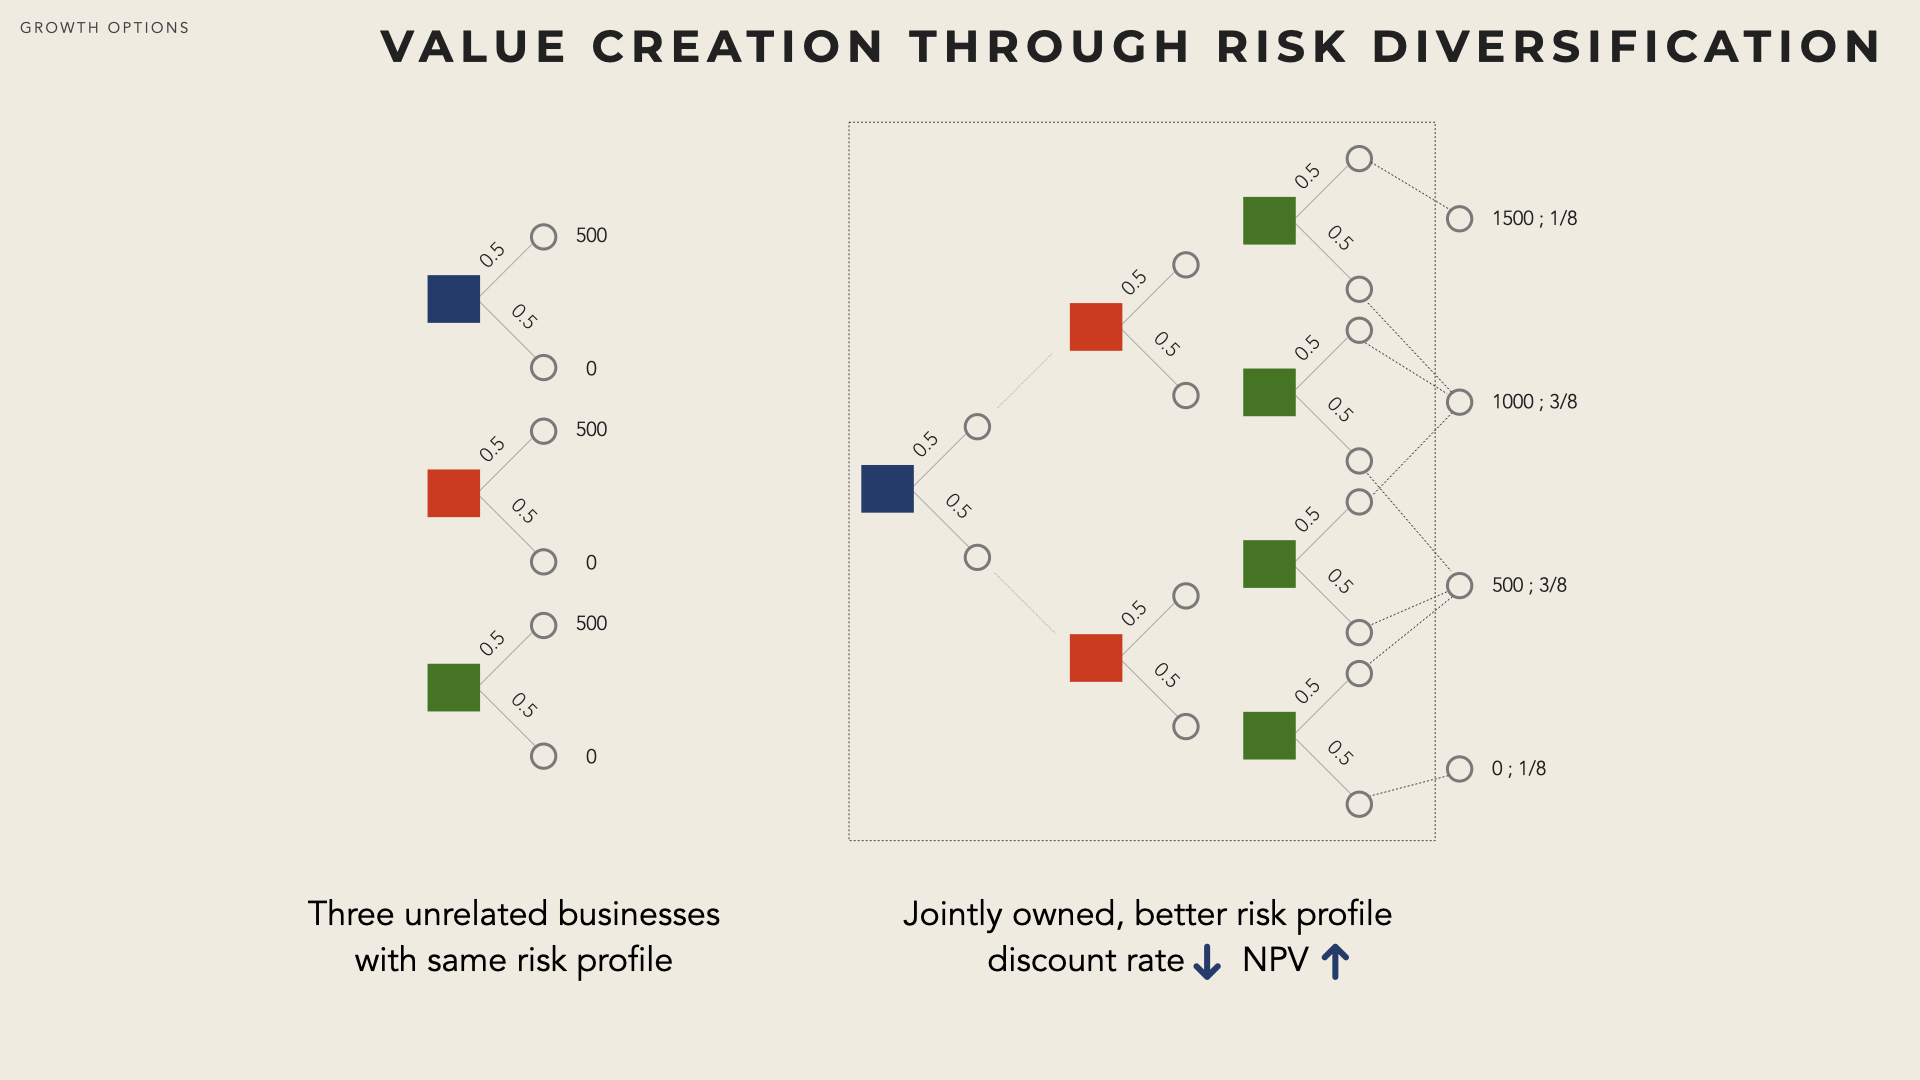 GROWTH OPTIONS
VALUE CREATION THROUGH RISK DIVERSIFICATION
0.5
500
0.5
0
0.5
500
0.5
0
0.5
500
0.5
0
0.5
0.5
0.5
0.5
0.5
0.5
0.5
0.5
0.5
0.5
0.5
0.5
0.5
0.5
1500 ; 1/8
1000 ; 3/8
500 ; 3/8
0 ; 1/8
Three unrelated businesses
with same risk profile
Jointly owned, better risk profile
discount rate ↓ NPV ↑